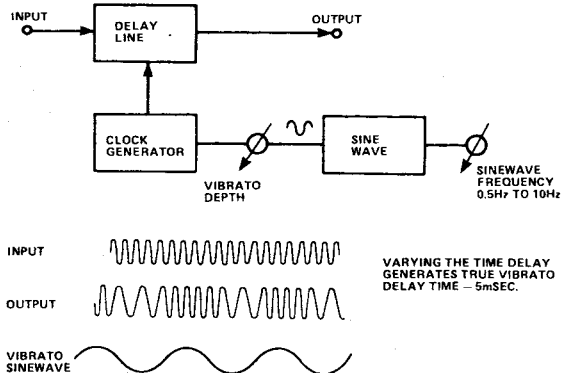 INPUT
OUTPUT
DELAY
LINE
CLOCK
GENERATOR
SINE
WAVE
VIBRATO
DEPTH
SINEWAVE
FREQUENCY
0.5Hz TO 10Hz
INPUT
VARYING THE TIME DELAY
GENERATES TRUE VIBRATO
DELAY TIME – 5mSEC.
OUTPUT
VIBRATO
SINEWAVE